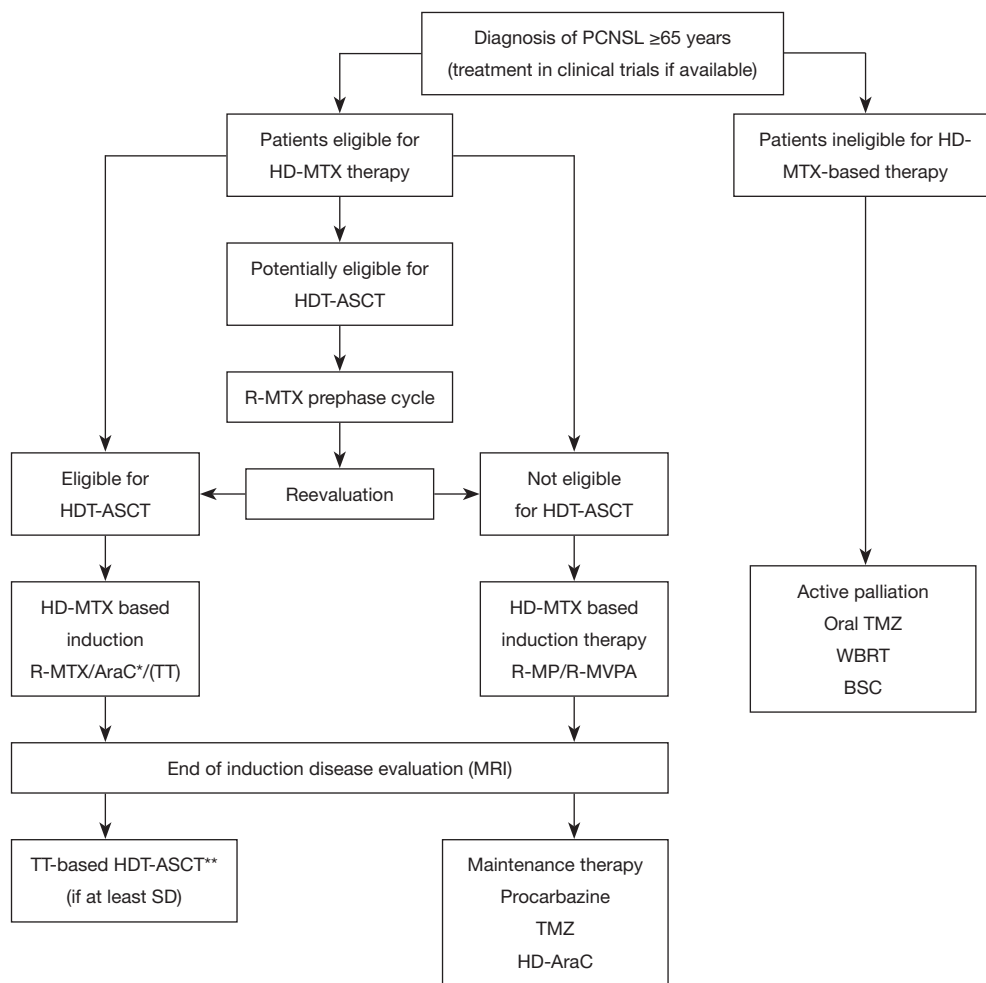 Diagnosis of PCNSL ≥65 years
(treatment in clinical trials if available)
Patients eligible for
HD-MTX therapy
Patients ineligible for HD-
MTX-based therapy
Potentially eligible for
HDT-ASCT
R-MTX prephase cycle
Eligible for
HDT-ASCT
Reevaluation
Not eligible
for HDT-ASCT
HD-MTX based
induction
R-MTX/AraC*/(TT)
HD-MTX based
induction therapy
R-MP/R-MVPA
Active palliation
Oral TMZ
WBRT
BSC
End of induction disease evaluation (MRI)
TT-based HDT-ASCT**
(if at least SD)
Maintenance therapy
Procarbazine
TMZ
HD-AraC